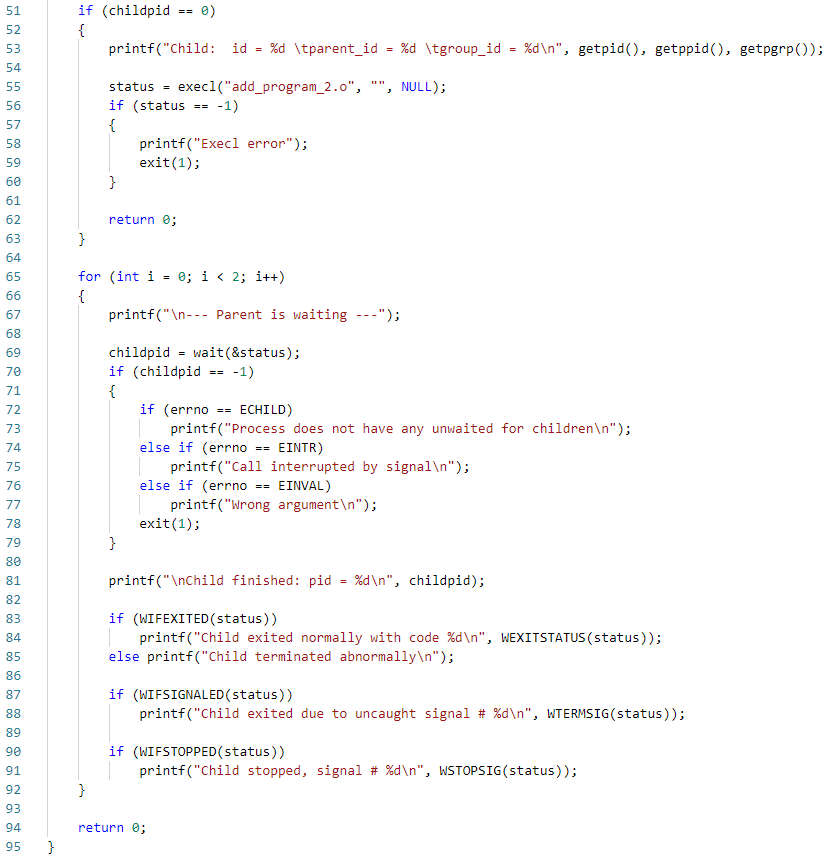 51 if (childpid == 0)
52 {
53 printf("Child:  id = %d \tparent_id = %d \tgroup_id = %d\n", getpid(), getppid(), getpgrp());
54
55 status = execl("add_program_2.o", "", NULL);
56 if (status == -1)
57 {
58 printf("Execl error");
59 exit(1);
60 }
61
62 return 0;
63 }
64
65 for (int i = 0; i < 2; i++)
66 {
67 printf("\n--- Parent is waiting ---");
68
69 childpid = wait(&status);
70 if (childpid == -1)
71 {
72 if (errno == ECHILD)
73 printf("Process does not have any unwaited for children\n");
74 else if (errno == EINTR)
75 printf("Call interrupted by signal\n");
76 else if (errno == EINVAL)
77 printf("Wrong argument\n");
78 exit(1);
79 }
80
81 printf("\nChild finished: pid = %d\n", childpid);
82
83 if (WIFEXITED(status))
84 printf("Child exited normally with code %d\n", WEXITSTATUS(status));
85 else printf("Child terminated abnormally\n");
86
87 if (WIFSIGNALED(status))
88 printf("Child exited due to uncaught signal # %d\n", WTERMSIG(status));
89
90 if (WIFSTOPPED(status))
91 printf("Child stopped, signal # %d\n", WSTOPSIG(status));
92 }
93
94 return 0;
95 }